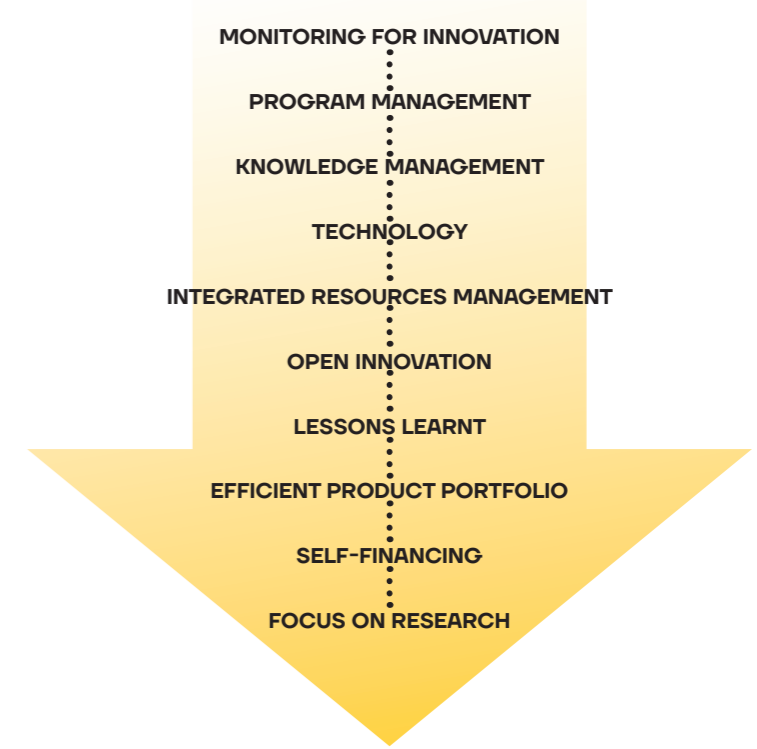 MONITORING FOR INNOVATION
PROGRAM MANAGEMENT
KNOWLEDGE MANAGEMENT
TECHNOLOGY
INTEGRATED RESOURCES MANAGEMENT
OPEN INNOVATION
LESSONS LEARNT
EFFICIENT PRODUCT PORTFOLIO
SELF-FINANCING
FOCUS ON RESEARCH